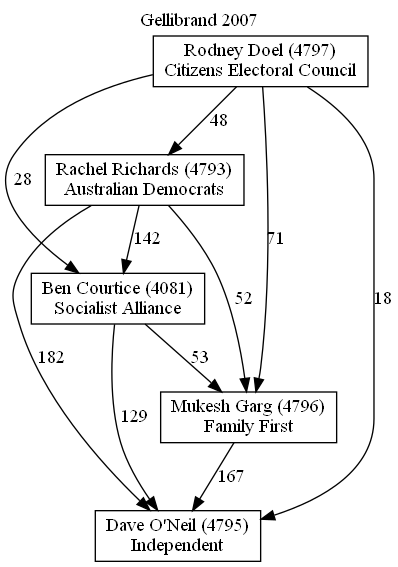 Gellibrand 2007
Rodney Doel (4797)
Citizens Electoral Council
48
Rachel Richards (4793)
Australian Democrats
28
142
71
Ben Courtice (4081)
Socialist Alliance
52
18
182
53
129
Mukesh Garg (4796)
Family First
167
Dave O'Neil (4795)
Independent